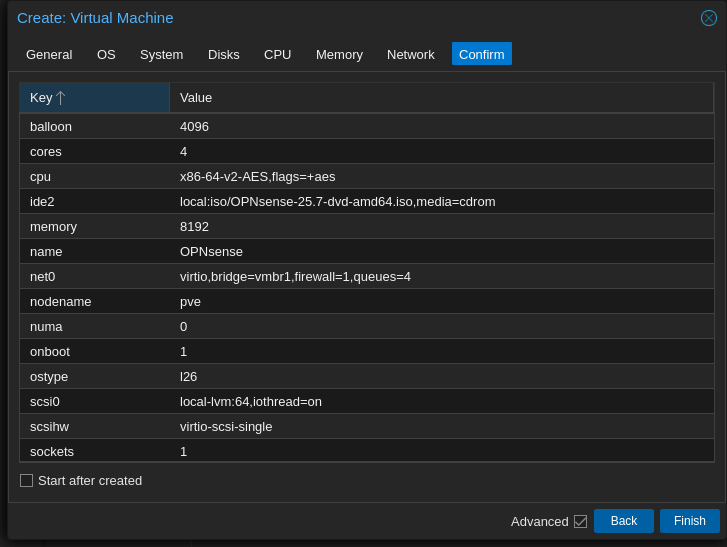 Create: Virtual Machine
General OS System Disks CPU Memory Network Confirm
Key Value
balloon 4096
cores 4
cpu x86-64-v2-AES,flags=+aes
ide2 local:iso/OPNsense-25.7-dvd-amd64.iso,media=cdrom
memory 8192
name OPNsense
net0 virtio,bridge=vmbr1,firewall=1,queues=4
nodename pve
numa 0
onboot 1
ostype l26
scsi0 local-lvm:64,iothread=on
scsihw virtio-scsi-single
sockets 1
Start after created
Advanced Back Finish